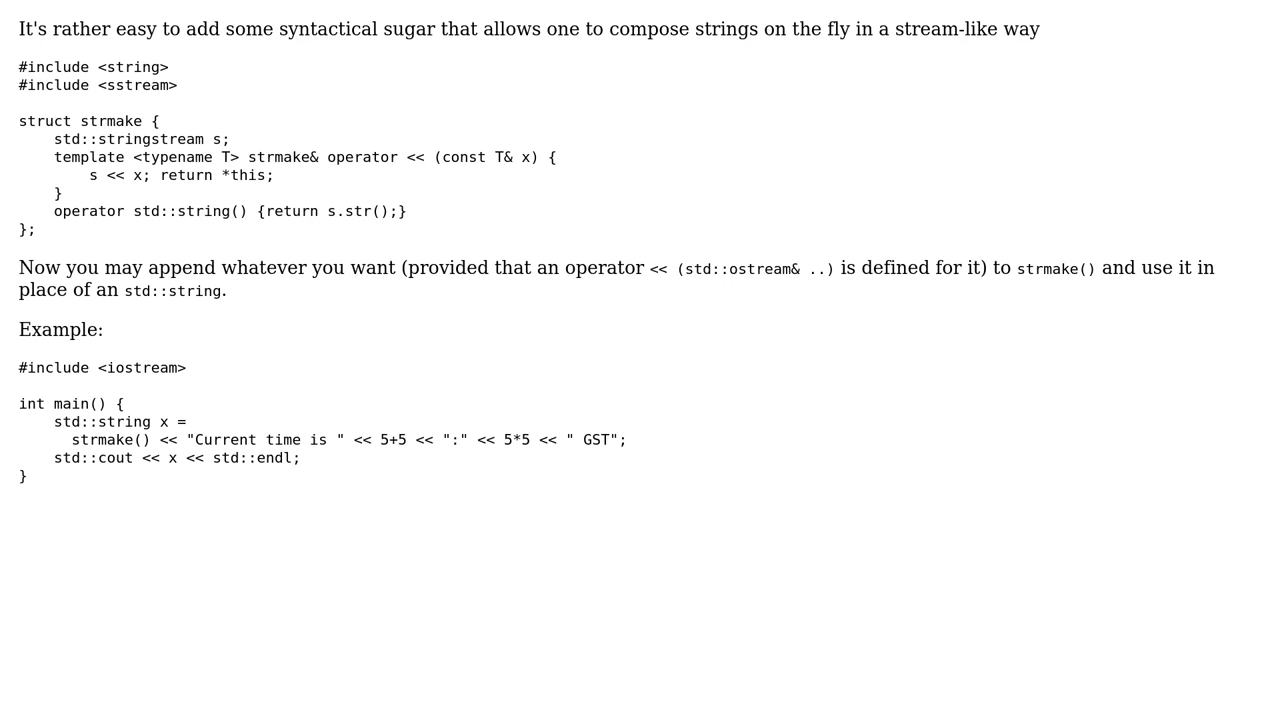 It's rather easy to add some syntactical sugar that allows one to compose strings on the fly in a stream-like way
#include <string>
#include <sstream>
struct strmake {
    std::stringstream s;
    template <typename T> strmake& operator << (const T& x) {
        s << x; return *this;
    }
    operator std::string() {return s.str();}
};
Now you may append whatever you want (provided that an operator << (std::ostream& ..) is defined for it) to strmake() and use it in
place of an std::string.
Example:
#include <iostream>
int main() {
    std::string x =
      strmake() << "Current time is " << 5+5 << ":" << 5*5 << " GST";
    std::cout << x << std::endl;
}